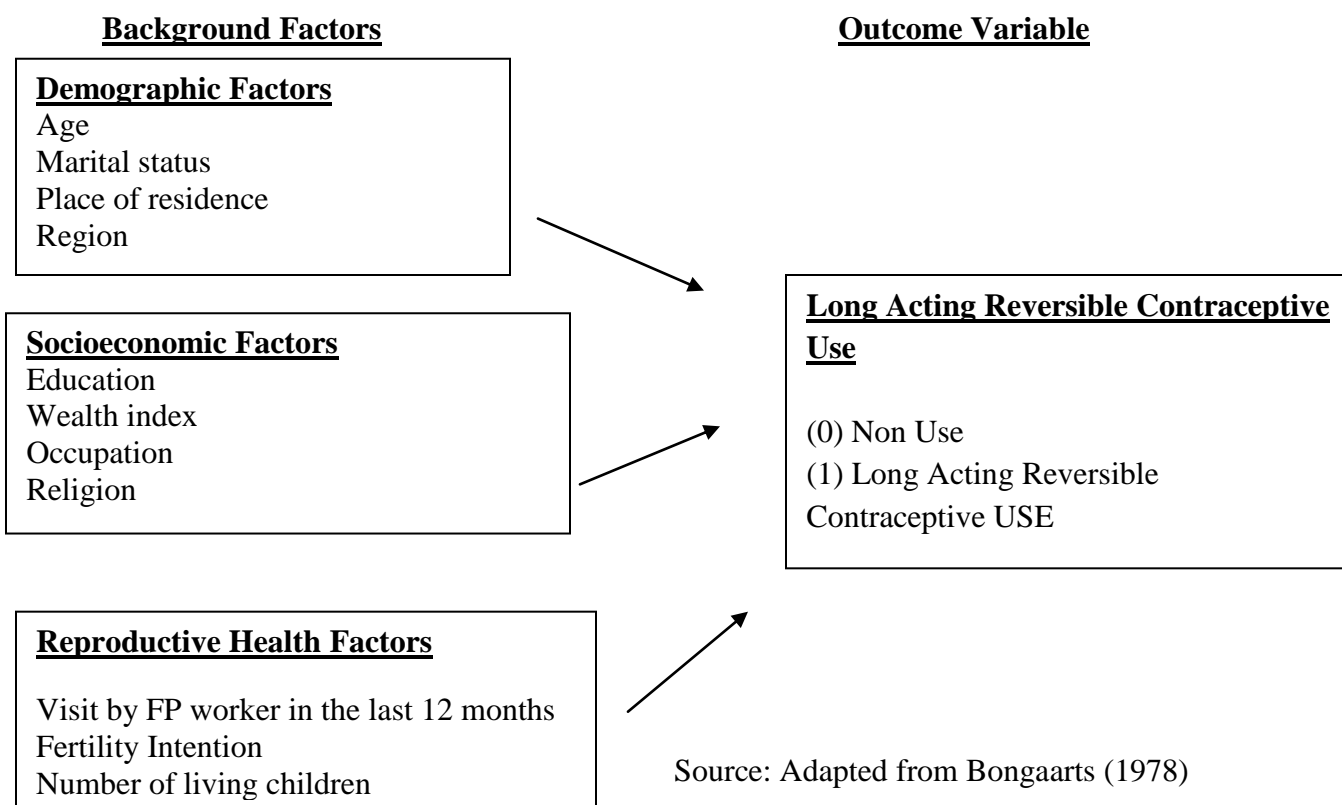 Background Factors
Outcome Variable
Demographic Factors
Age
Marital status
Place of residence
Region
Socioeconomic Factors
Education
Wealth index
Occupation
Religion
Reproductive Health Factors
Visit by FP worker in the last 12 months
Fertility Intention
Number of living children
Long Acting Reversible Contraceptive
Use
(0) Non Use
(1) Long Acting Reversible
Contraceptive USE
Source: Adapted from Bongaarts (1978)